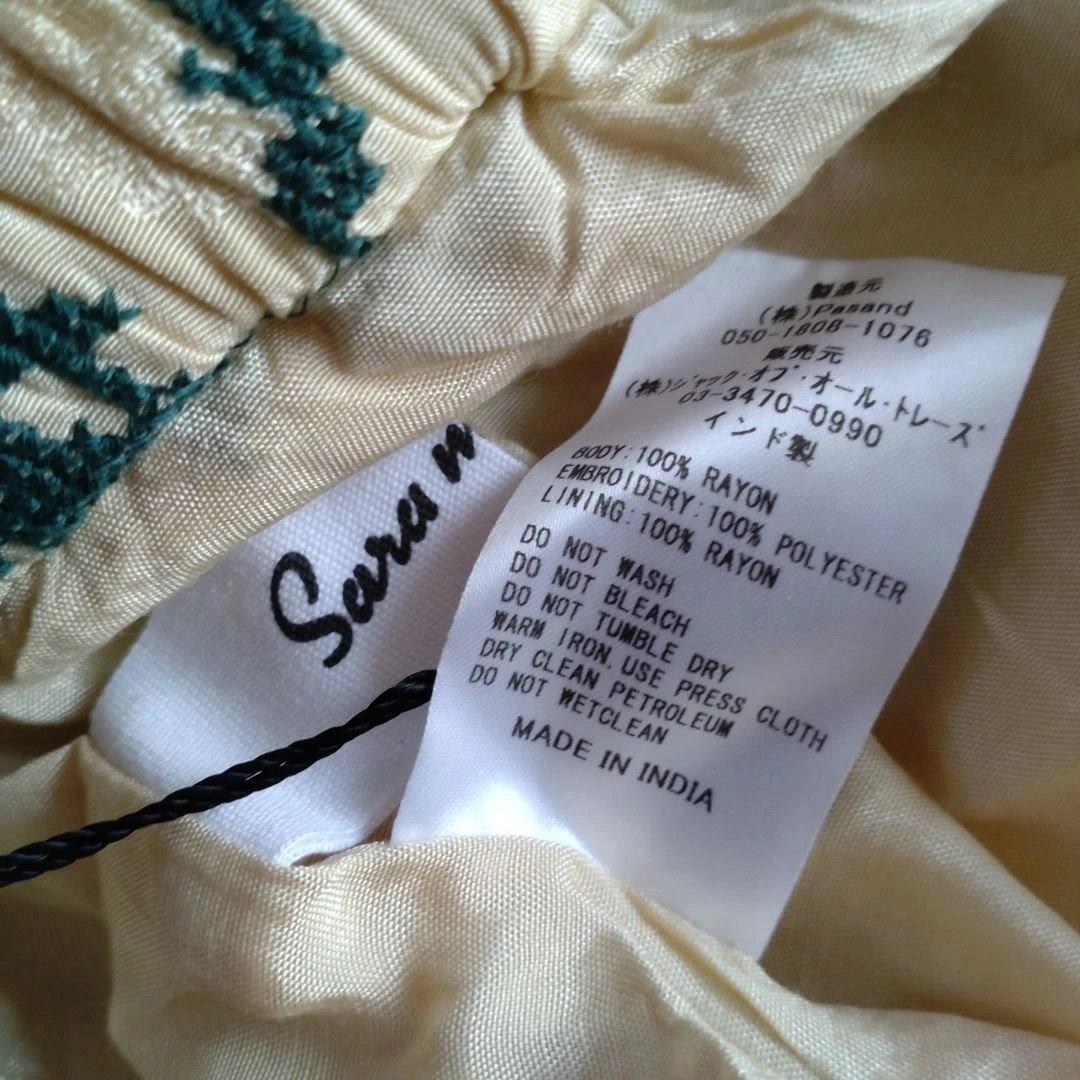 製造元
(株)Pasand
050-1808-1076
販売元
(株)ジャック・オブ・オール・トレーズ
03-3470-0990
インド製
BODY:100% RAYON
EMBROIDERY:100% POLYESTER
LINING:100% RAYON
DO NOT WASH
DO NOT BLEACH
DO NOT TUMBLE DRY
WARM IRON, USE PRESS CLOTH
DRY CLEAN PETROLEUM
DO NOT WETCLEAN
MADE IN INDIA
Sara